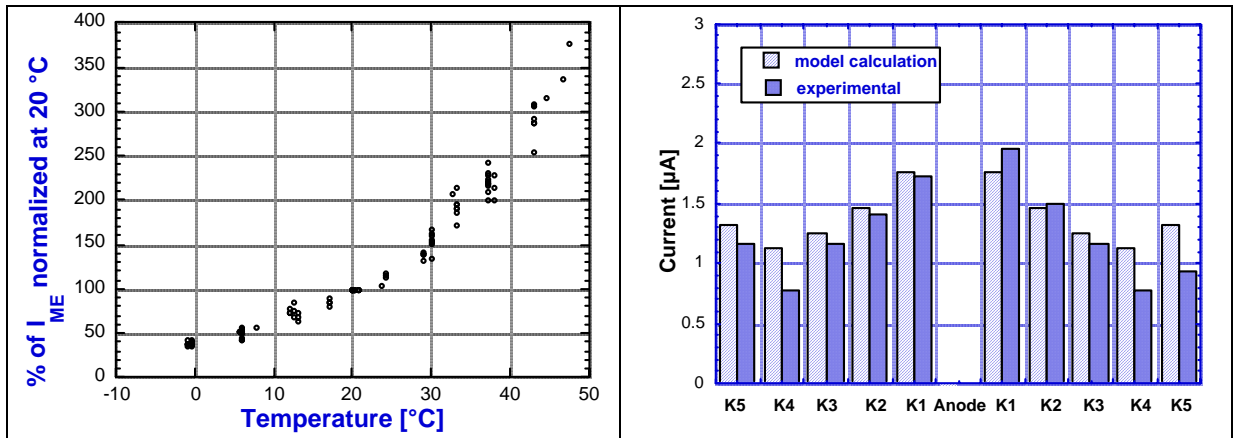 % of I ME normalized at 20 °C
400
350
300
250
200
150
100
50
0
-10 0 10 20 30 40 50
Temperature [°C]
Current [µA]
3
2.5
2
1.5
1
0.5
0
model calculation
experimental
K5 K4 K3 K2 K1 Anode K1 K2 K3 K4 K5